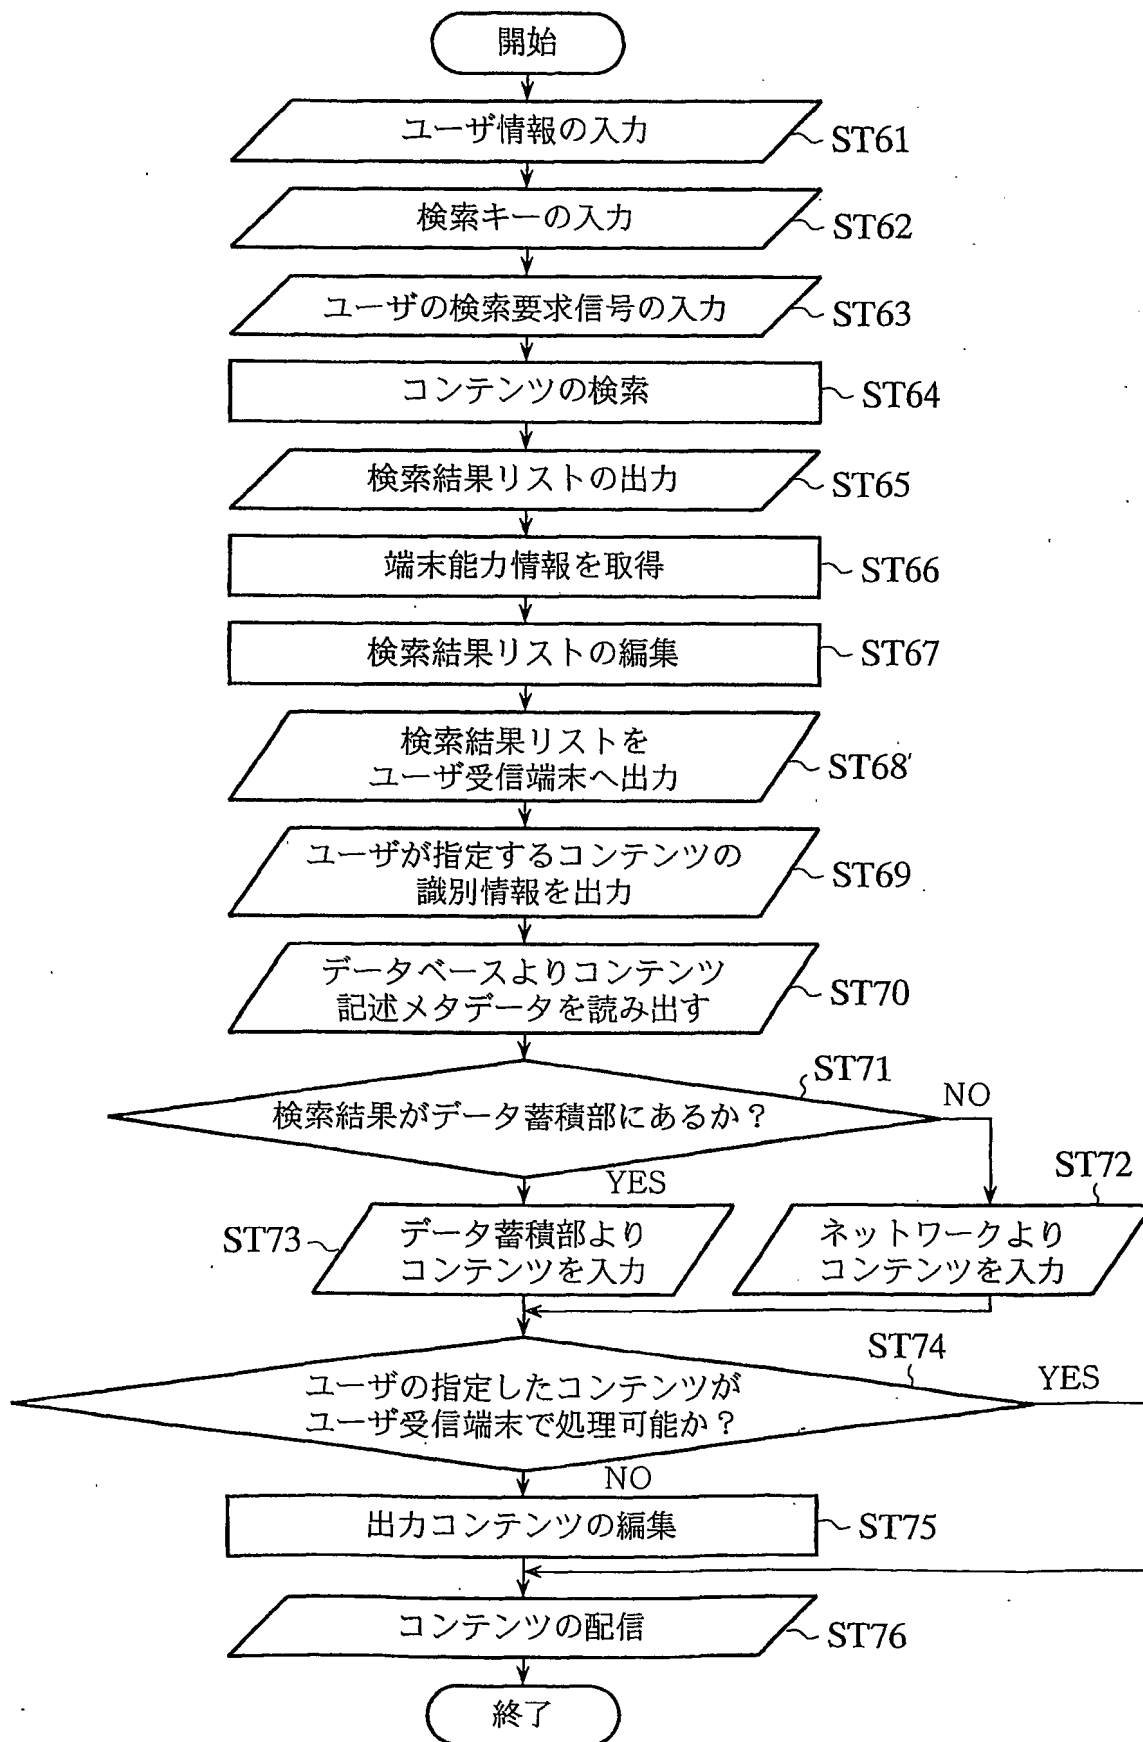 開始
ユーザ情報の入力
ST61
検索キーの入力
ST62
ユーザの検索要求信号の入力
ST63
コンテンツの検索
ST64
検索結果リストの出力
ST65
端末能力情報を取得
ST66
検索結果リストの編集
ST67
検索結果リストを
ユーザ受信端末へ出力
ST68
ユーザが指定するコンテンツの
識別情報を出力
ST69
データベースよりコンテンツ
記述メタデータを読み出す
ST70
ST71
検索結果がデータ蓄積部にあるか？
NO
YES
ST72
ST73
データ蓄積部より
コンテンツを入力
ネットワークより
コンテンツを入力
ST74
ユーザの指定したコンテンツが
ユーザ受信端末で処理可能か？
YES
NO
出力コンテンツの編集
ST75
コンテンツの配信
ST76
終了